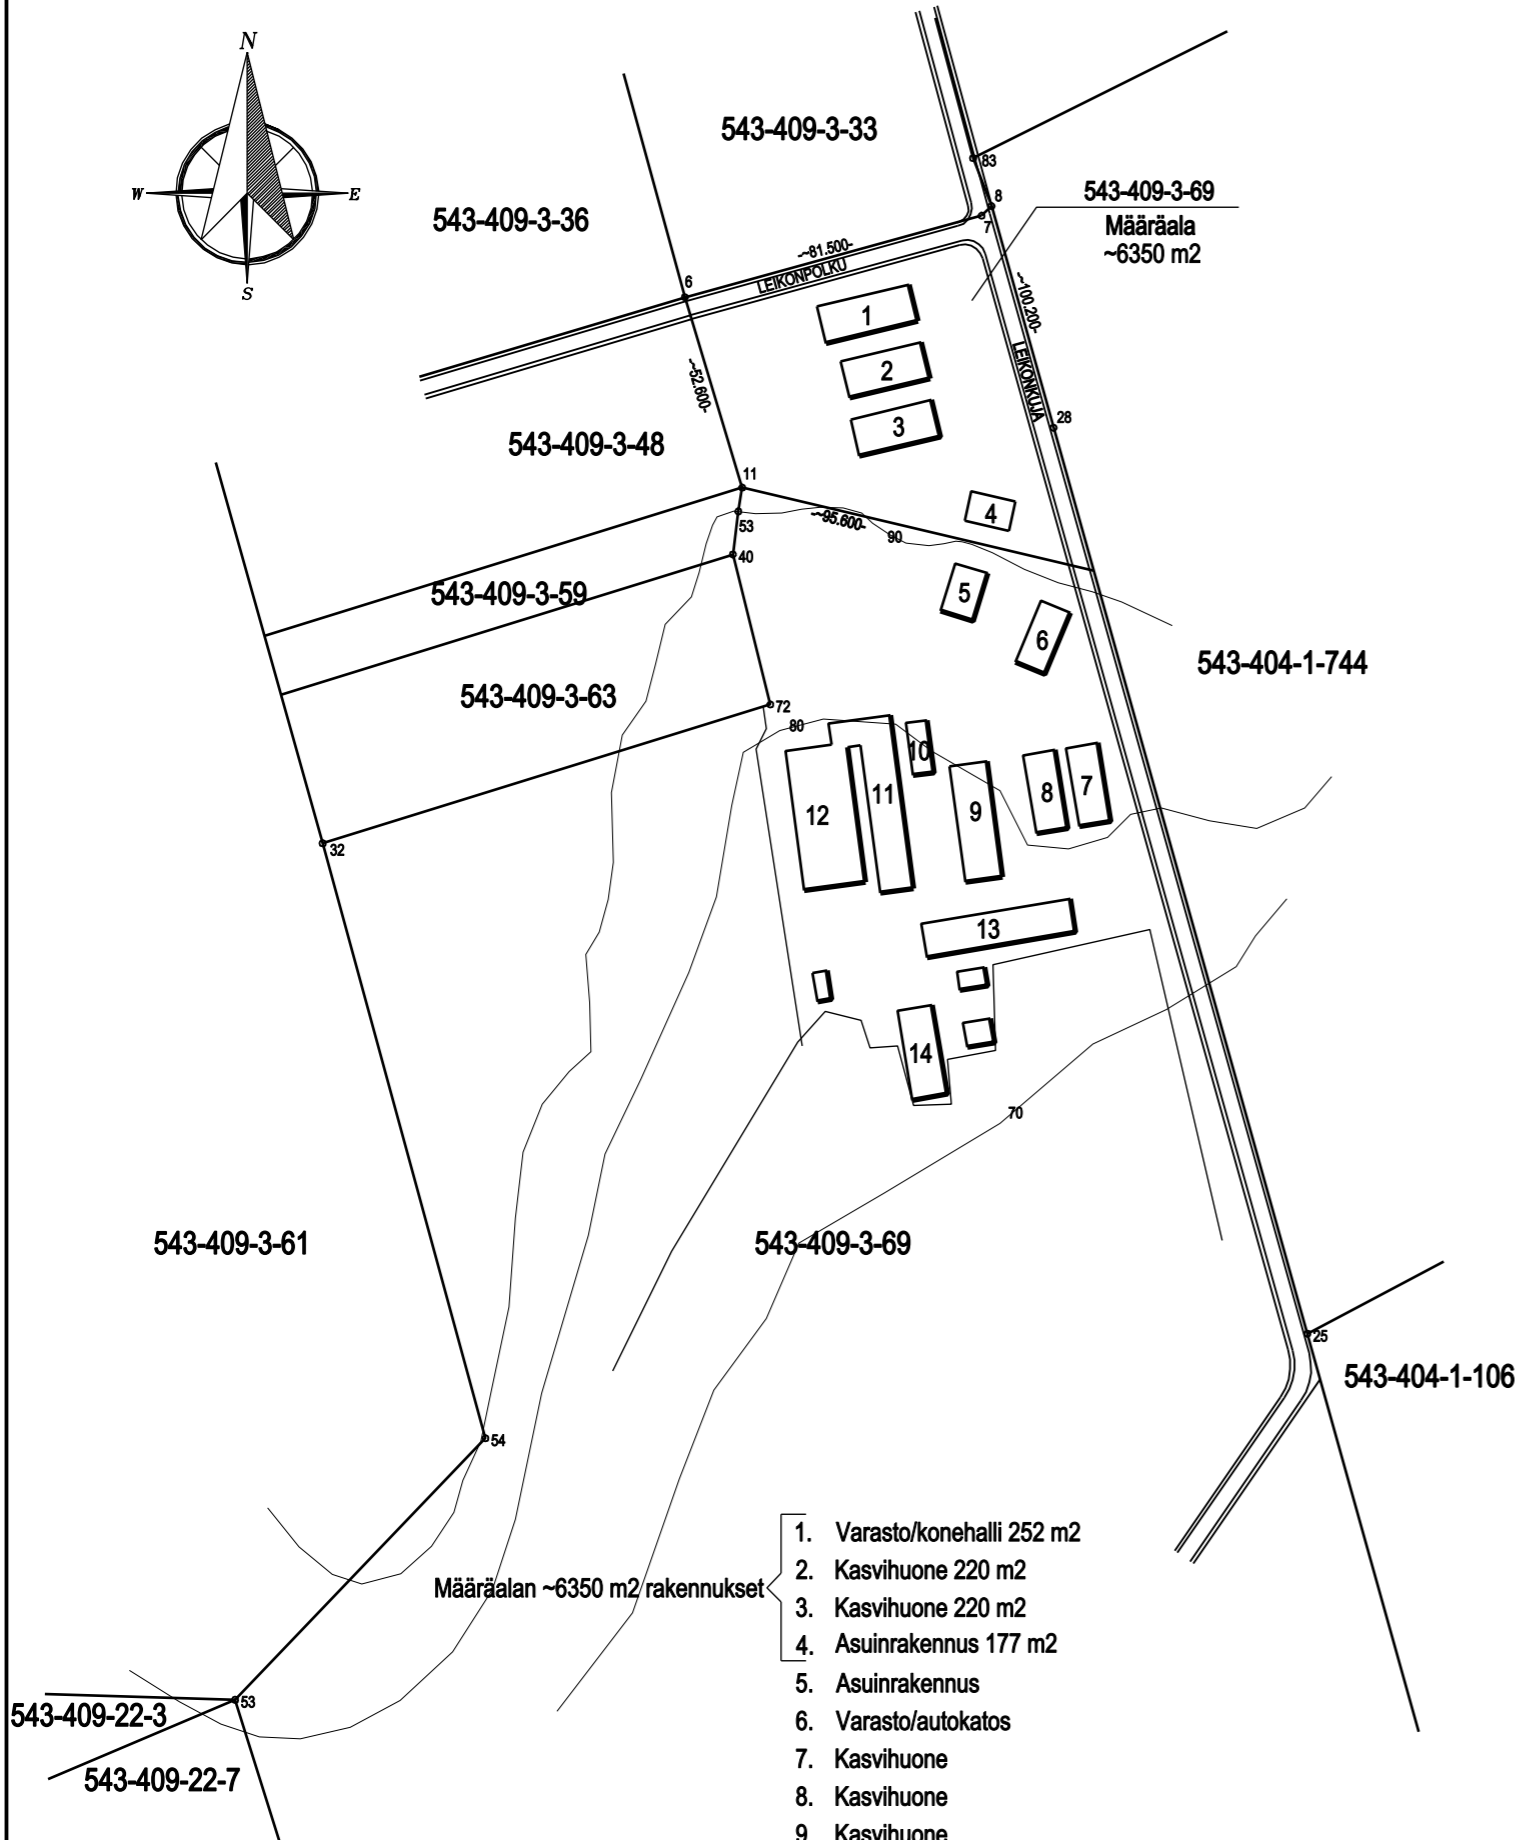 N
W
E
S
543-409-3-33
83
543-409-3-69
Määräala
~6350 m2
8
7
543-409-3-36
-~81.500-
LEIKONPOLKU
6
-~100.200-
1
LEIKONKUJA
2
-~52.600-
28
3
543-409-3-48
11
4
53
-~95.600-
90
40
543-409-3-59
5
6
543-404-1-744
543-409-3-63
72
80
10
8
7
11
9
12
32
13
14
70
543-409-3-61
543-409-3-69
25
543-404-1-106
54
Määräalan ~6350 m2 rakennukset
1. Varasto/konehalli 252 m2
2. Kasvihuone 220 m2
3. Kasvihuone 220 m2
4. Asuinrakennus 177 m2
5. Asuinrakennus
6. Varasto/autokatos
7. Kasvihuone
8. Kasvihuone
9. Kasvihuone
53
543-409-22-3
543-409-22-7